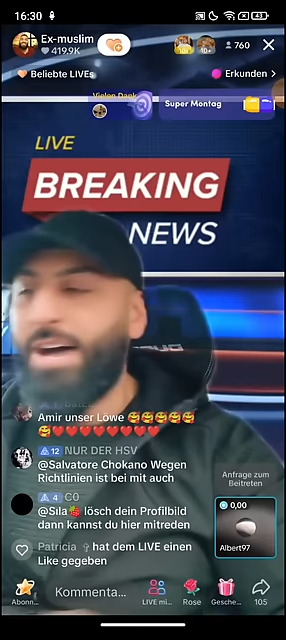 16:30
43
Ex-muslim
419.9K
760
Beliebte LIVEs
Erkunden
Vielen Dank
Super Montag
LIVE
BREAKING
NEWS
Amir unser Löwe 🥰🥰🥰🥰🥰
🥰❤️❤️❤️❤️❤️❤️❤️❤️❤️
12 NUR DER HSV
@Salvatore Chokano Wegen
Richtlinien ist bei mit auch
4 CO
@Sıla🍓 lösch dein Profilbild
dann kannst du hier mitreden
Patricia ✞ hat dem LIVE einen
Like gegeben
Anfrage zum
Beitreten
0,00
Albert97
Abonn...
Kommenta...
LIVE mi...
Rose
Gesche...
105